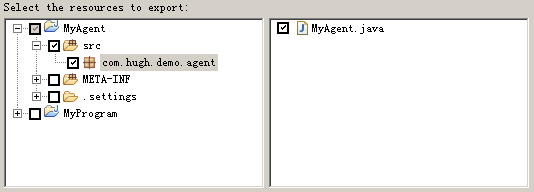 Select the resources to export:
MyAgent
src
com.hugh.demo.agent
META-INF
.settings
MyProgram
MyAgent.java